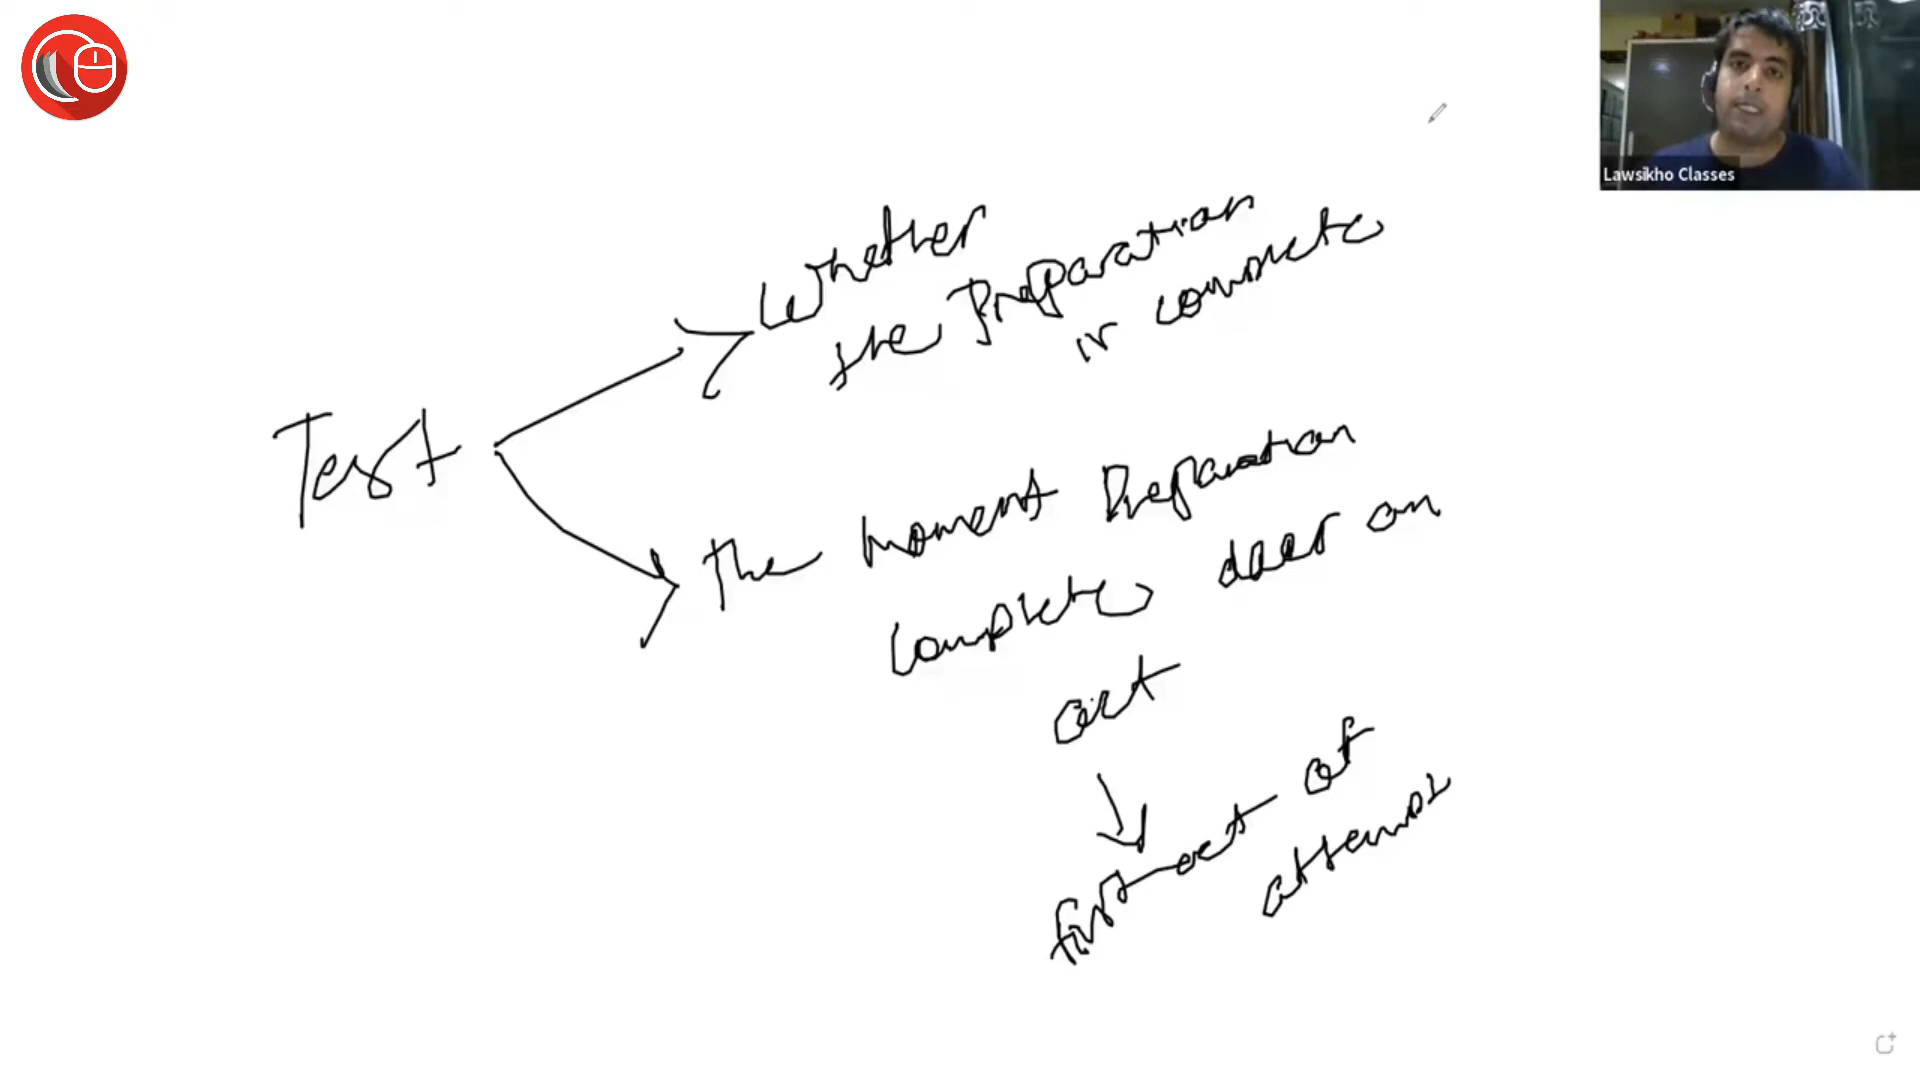 Lawsikho Classes
Whether
the Preparation
is complete
Test
The moment Preparation
complete does an
act
first act of
attempt